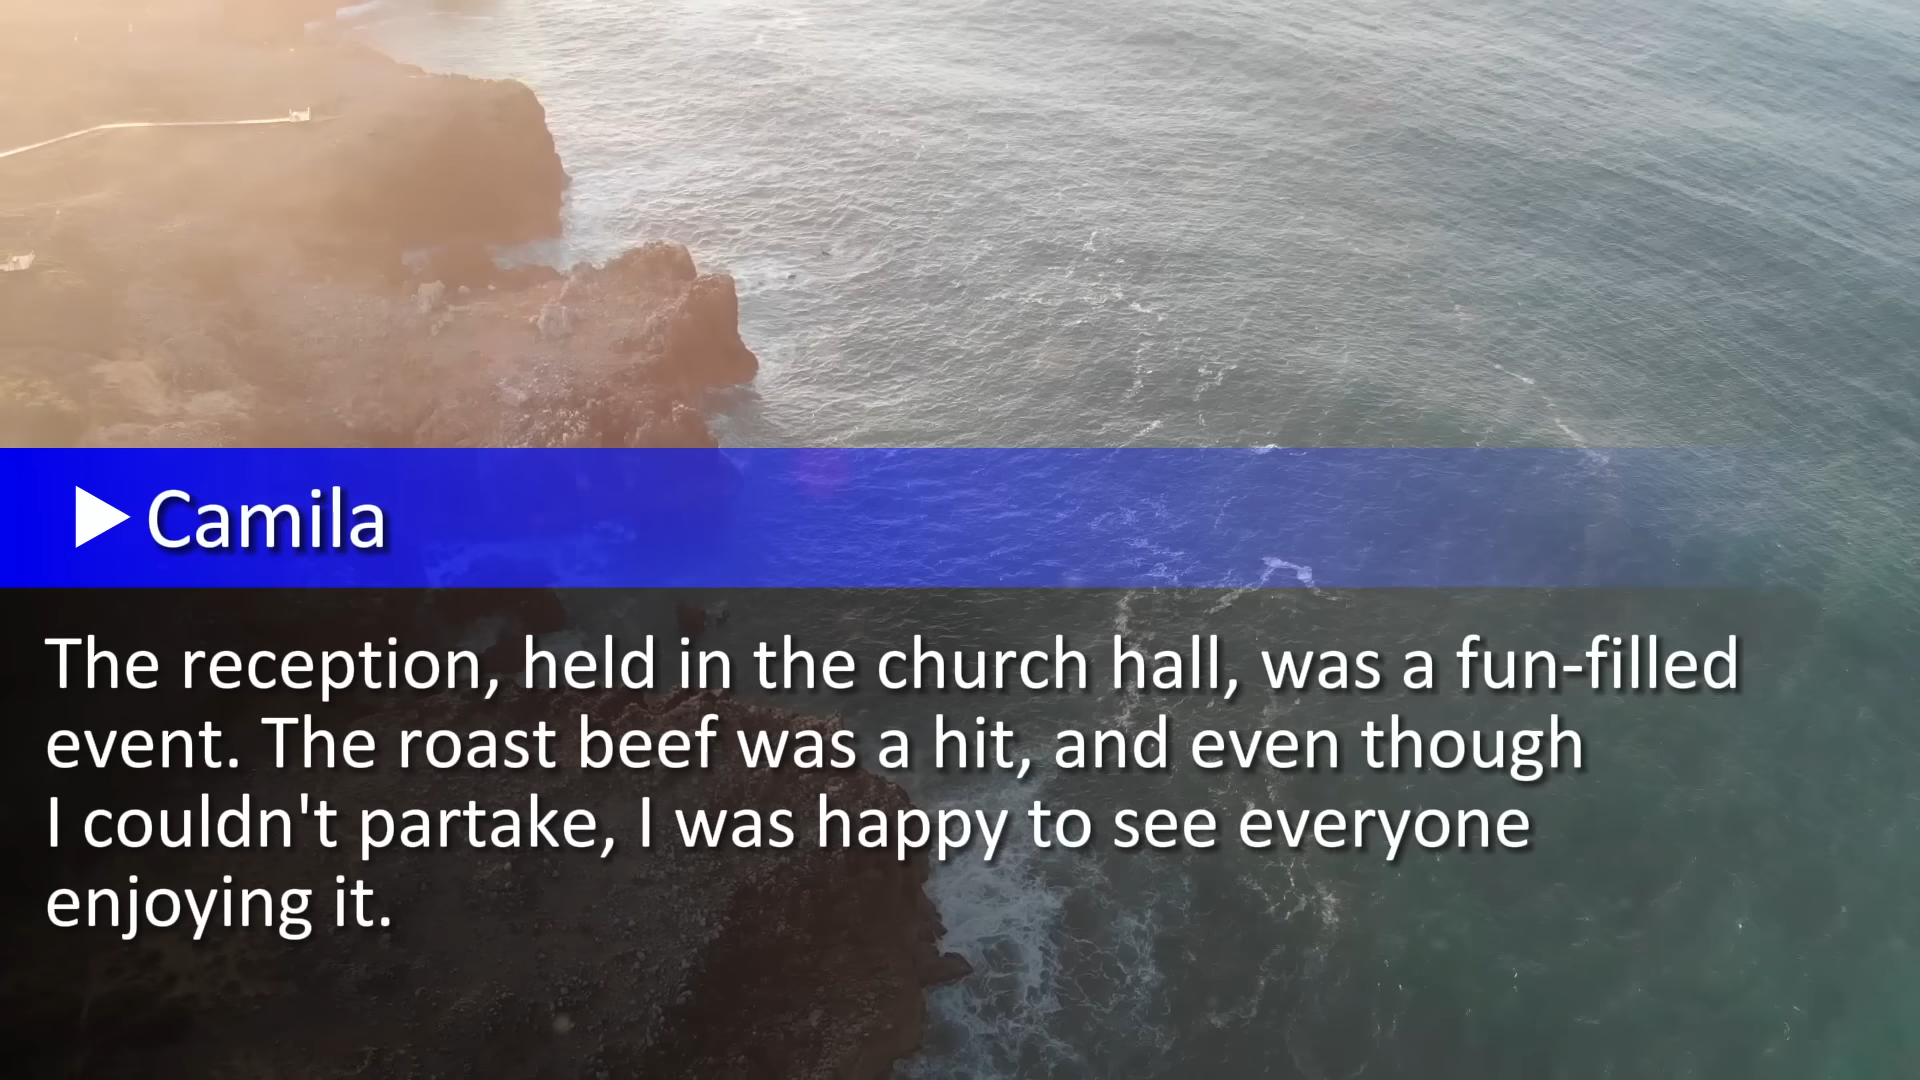 Camila
The reception, held in the church hall, was a fun-filled
event. The roast beef was a hit, and even though
I couldn't partake, I was happy to see everyone
enjoying it.